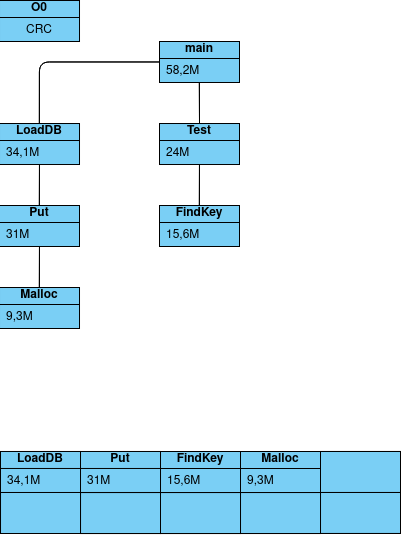 O0
CRC
main
58,2M
LoadDB
Test
34,1M
24M
Put
FindKey
31M
15,6M
Malloc
9,3M
LoadDB Put FindKey Malloc
34,1M 31M 15,6M 9,3M